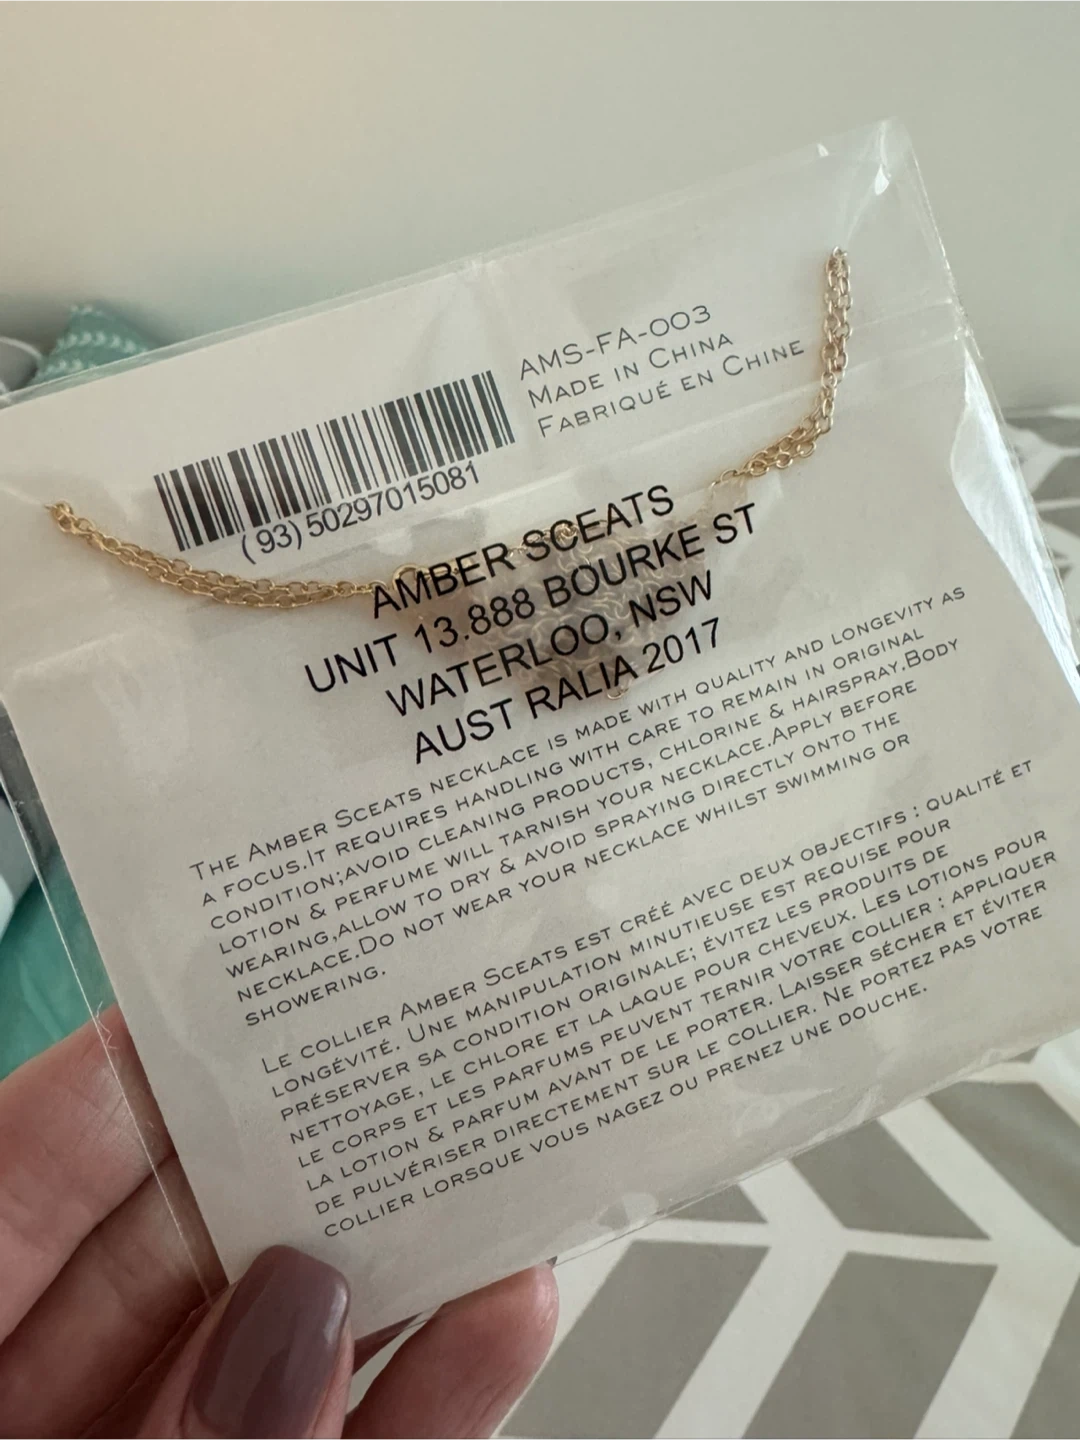 AMS-FA-003
MADE IN CHINA
FABRIQUÉ EN CHINE
(93) 50297015081
AMBER SCEATS
UNIT 13.888 BOURKE ST
WATERLOO, NSW
AUST RALIA 2017
THE AMBER SCEATS NECKLACE IS MADE WITH QUALITY AND LONGEVITY AS
A FOCUS.IT REQUIRES HANDLING WITH CARE TO REMAIN IN ORIGINAL
CONDITION;AVOID CLEANING PRODUCTS, CHLORINE & HAIRSPRAY.BODY
LOTION & PERFUME WILL TARNISH YOUR NECKLACE.APPLY BEFORE
WEARING,ALLOW TO DRY & AVOID SPRAYING DIRECTLY ONTO THE
NECKLACE.DO NOT WEAR YOUR NECKLACE WHILST SWIMMING OR
SHOWERING.
LE COLLIER AMBER SCEATS EST CRÉÉ AVEC DEUX OBJECTIFS : QUALITÉ ET
LONGÉVITÉ. UNE MANIPULATION MINUTIEUSE EST REQUISE POUR
PRÉSERVER SA CONDITION ORIGINALE; ÉVITEZ LES PRODUITS DE
NETTOYAGE, LE CHLORE ET LA LAQUE POUR CHEVEUX. LES LOTIONS POUR
LE CORPS ET LES PARFUMS PEUVENT TERNIR VOTRE COLLIER : APPLIQUER
LA LOTION & PARFUM AVANT DE LE PORTER. LAISSER SÉCHER ET ÉVITER
DE PULVÉRISER DIRECTEMENT SUR LE COLLIER. NE PORTEZ PAS VOTRE
COLLIER LORSQUE VOUS NAGEZ OU PRENEZ UNE DOUCHE.